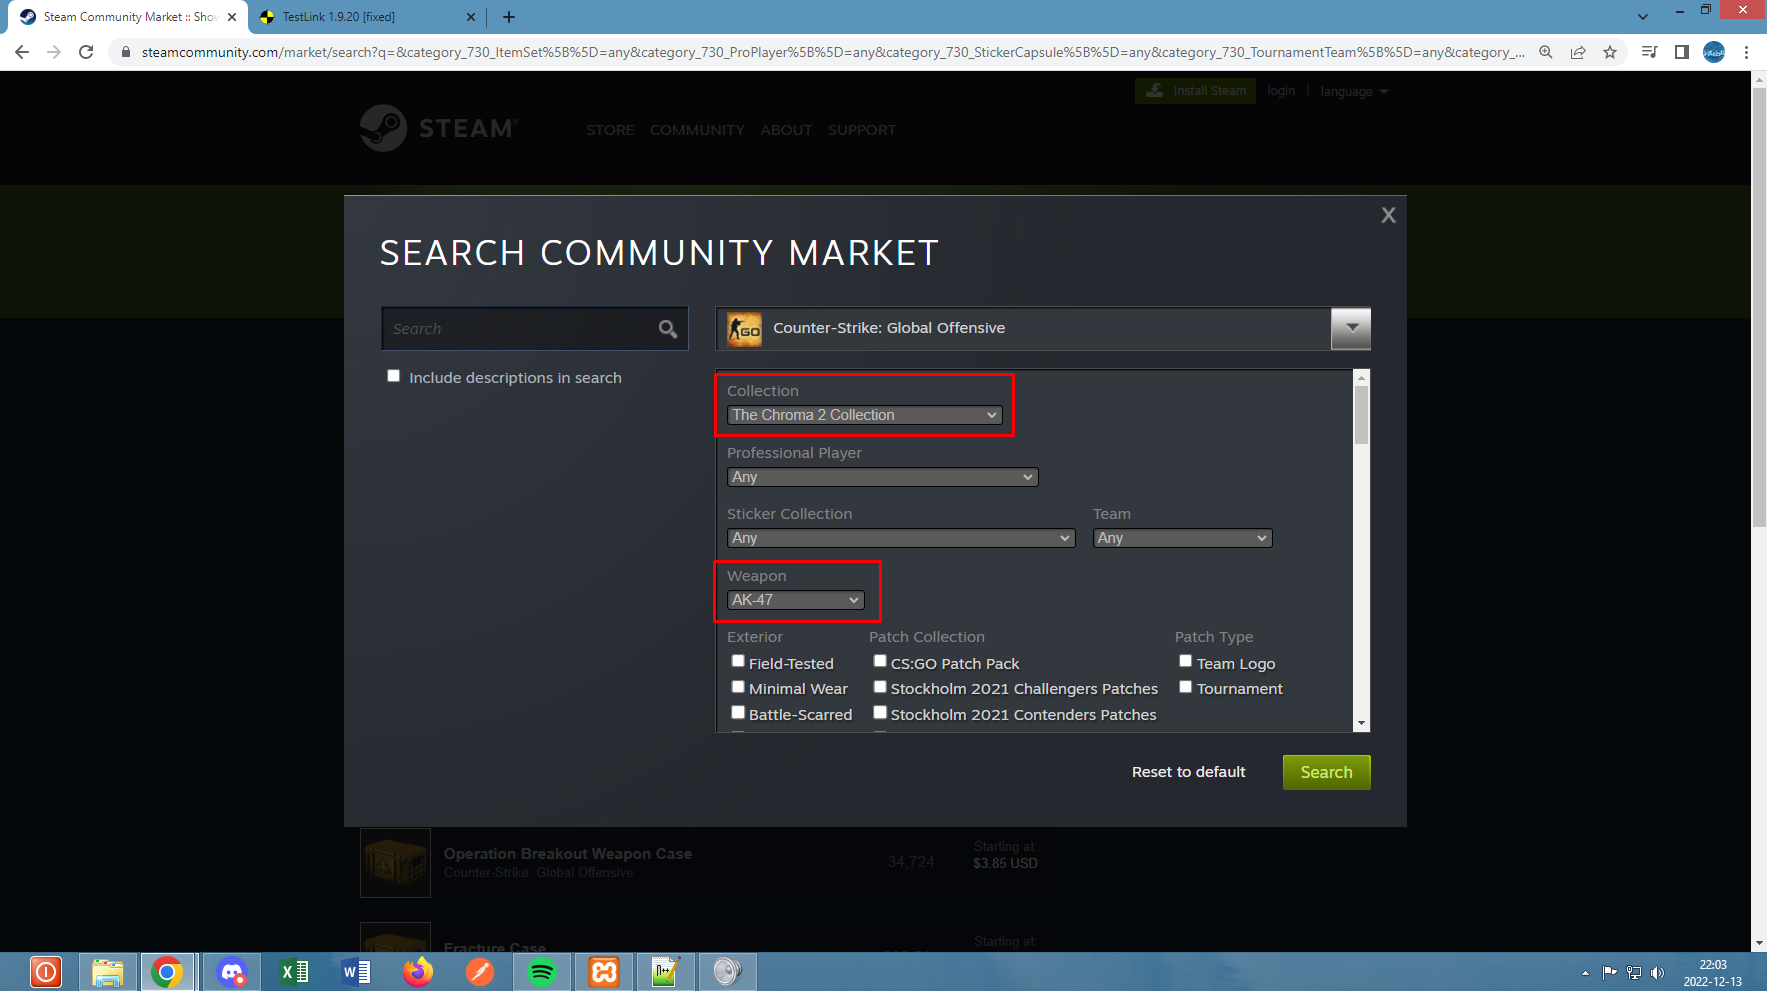 Steam Community Market :: Show
TestLink 1.9.20 [fixed]
steamcommunity.com/market/search?q=&category_730_ItemSet%5B%5D=any&category_730_ProPlayer%5B%5D=any&category_730_StickerCapsule%5B%5D=any&category_730_TournamentTeam%5B%5D=any&category_...
Install Steam
login
|
language
STEAM
STORE
COMMUNITY
ABOUT
SUPPORT
X
SEARCH COMMUNITY MARKET
Search
GO
Counter-Strike: Global Offensive
Include descriptions in search
Collection
The Chroma 2 Collection
Professional Player
Any
Sticker Collection
Team
Any
Any
Weapon
AK-47
Exterior
Patch Collection
Patch Type
Field-Tested
CS:GO Patch Pack
Team Logo
Minimal Wear
Stockholm 2021 Challengers Patches
Tournament
Battle-Scarred
Stockholm 2021 Contenders Patches
Reset to default
Search
Operation Breakout Weapon Case
Counter-Strike: Global Offensive
34,724
Starting at:
$3.85 USD
Fracture Case
Starting at:
22:03
2022-12-13